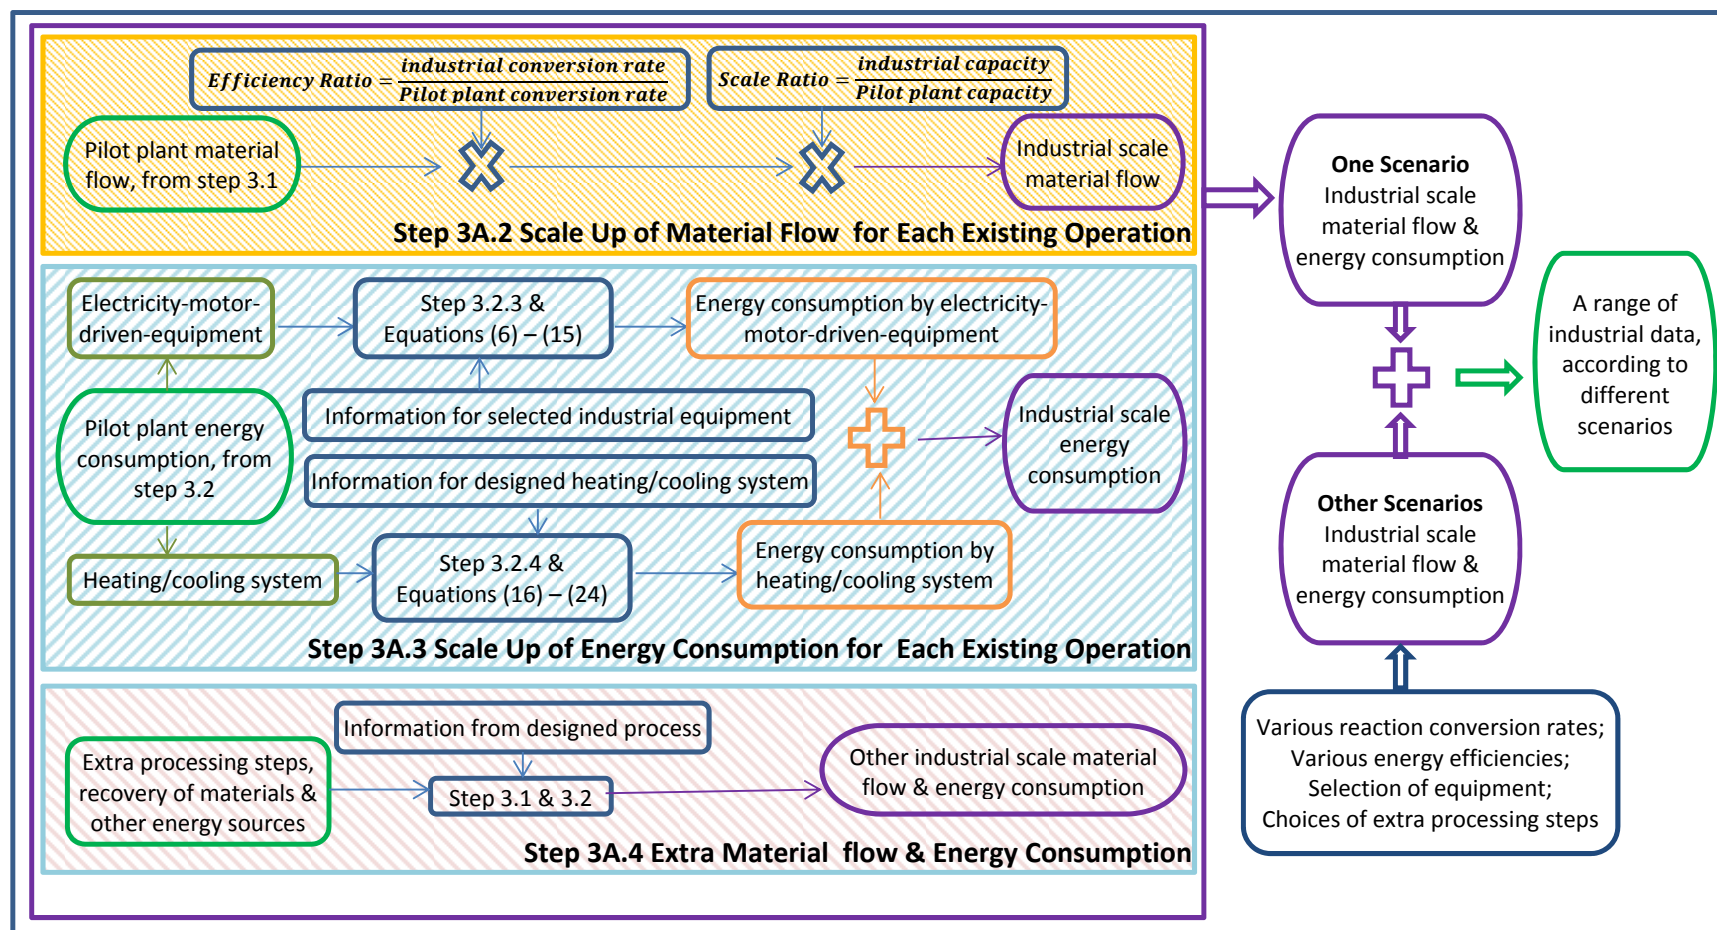 Efficiency Ratio = industrial conversion rate
Pilot plant conversion rate
Scale Ratio = industrial capacity
Pilot plant capacity
Pilot plant material
flow, from step 3.1
Industrial scale
material flow
Step 3A.2 Scale Up of Material Flow for Each Existing Operation
Electricity-motor-
driven-equipment
Step 3.2.3 &
Equations (6) – (15)
Energy consumption by electricity-
motor-driven-equipment
Pilot plant energy
consumption, from
step 3.2
Information for selected industrial equipment
Information for designed heating/cooling system
Industrial scale
energy
consumption
Heating/cooling system
Step 3.2.4 &
Equations (16) – (24)
Energy consumption by
heating/cooling system
Step 3A.3 Scale Up of Energy Consumption for Each Existing Operation
Information from designed process
Extra processing steps,
recovery of materials &
other energy sources
Step 3.1 & 3.2
Other industrial scale material
flow & energy consumption
Step 3A.4 Extra Material flow & Energy Consumption
One Scenario
Industrial scale
material flow &
energy consumption
A range of
industrial data,
according to
different
scenarios
Other Scenarios
Industrial scale
material flow &
energy consumption
Various reaction conversion rates;
Various energy efficiencies;
Selection of equipment;
Choices of extra processing steps